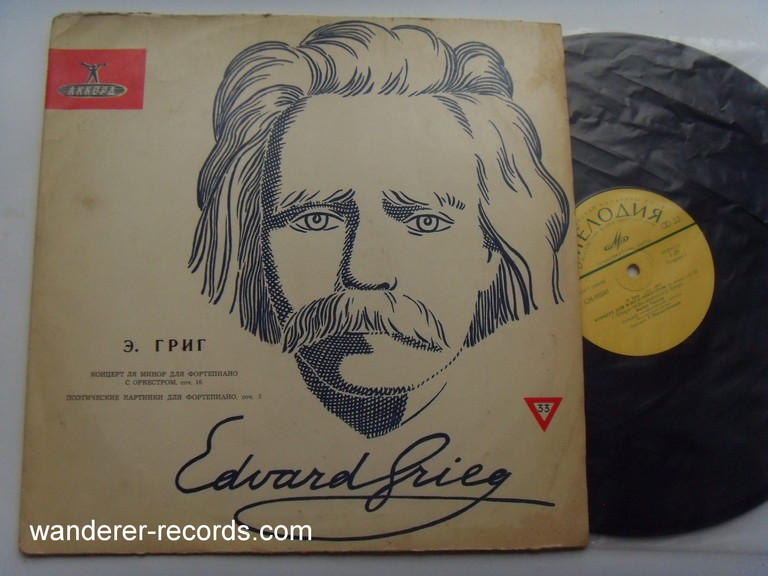 АККОРД
Э. ГРИГ
КОНЦЕРТ ЛЯ МИНОР ДЛЯ ФОРТЕПИАНО
С ОРКЕСТРОМ, соч. 16
ПОЭТИЧЕСКИЕ КАРТИНКИ ДЛЯ ФОРТЕПИАНО, соч. 3
33
Edvard Grieg
МЕЛОДИЯ
wanderer-records.com